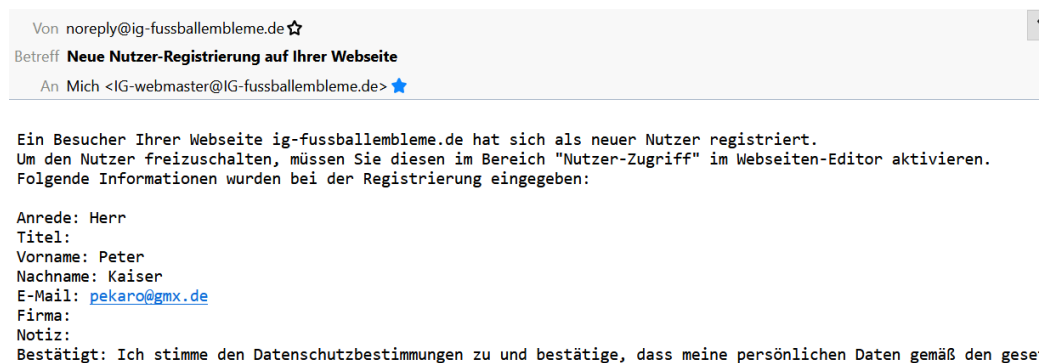 Von noreply@ig-fussballembleme.de
Betreff Neue Nutzer-Registrierung auf Ihrer Webseite
An Mich <IG-webmaster@IG-fussballembleme.de>
Ein Besucher Ihrer Webseite ig-fussballembleme.de hat sich als neuer Nutzer registriert.
Um den Nutzer freizuschalten, müssen Sie diesen im Bereich "Nutzer-Zugriff" im Webseiten-Editor aktivieren.
Folgende Informationen wurden bei der Registrierung eingegeben:
Anrede: Herr
Titel:
Vorname: Peter
Nachname: Kaiser
E-Mail: pekaro@gmx.de
Firma:
Notiz:
Bestätigt: Ich stimme den Datenschutzbestimmungen zu und bestätige, dass meine persönlichen Daten gemäß den